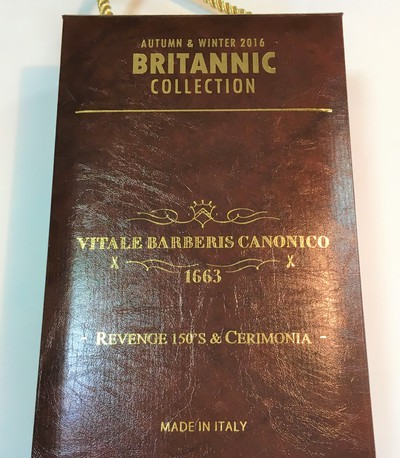 AUTUMN & WINTER 2016
BRITANNIC
COLLECTION
VITALE BARBERIS CANONICO
1663
- REVENGE 150'S & CERIMONIA -
MADE IN ITALY